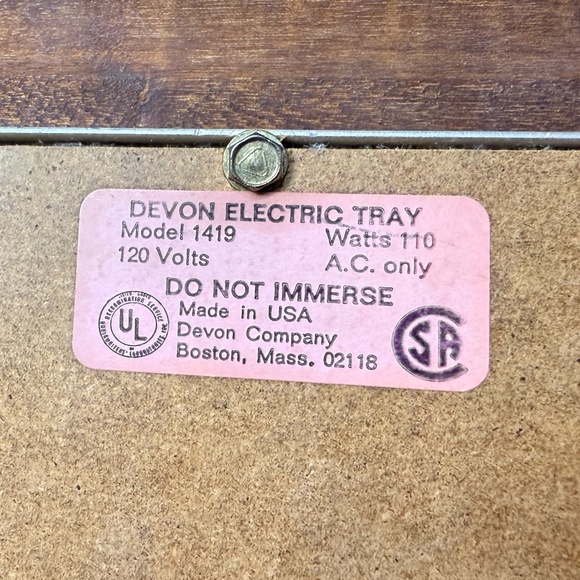 DEVON ELECTRIC TRAY
Model 1419 Watts 110
120 Volts A.C. only
DO NOT IMMERSE
Made in USA
Devon Company
Boston, Mass. 02118
UL
SA